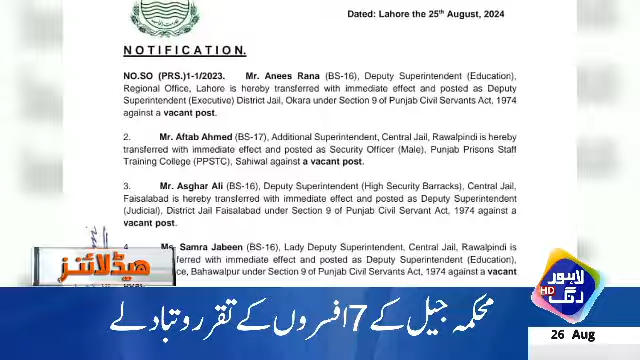 Dated: Lahore the 25th August, 2024
NOTIFICATION.
NO.SO (PRS.)1-1/2023. Mr. Anees Rana (BS-16), Deputy Superintendent (Education),
Regional Office, Lahore is hereby transferred with immediate effect and posted as Deputy
Superintendent (Executive) District Jail, Okara under Section 9 of Punjab Civil Servants Act, 1974
against a vacant post.
2. Mr. Aftab Ahmed (BS-17), Additional Superintendent, Central Jail, Rawalpindi is hereby
transferred with immediate effect and posted as Security Officer (Male), Punjab Prisons Staff
Training College (PPSTC), Sahiwal against a vacant post.
3. Mr. Asghar Ali (BS-16), Deputy Superintendent (High Security Barracks), Central Jail,
Faisalabad is hereby transferred with immediate effect and posted as Deputy Superintendent
(Judicial), District Jail Faisalabad under Section 9 of Punjab Civil Servant Act, 1974 against a
vacant post.
4. Ms. Samra Jabeen (BS-16), Lady Deputy Superintendent, Central Jail, Rawalpindi is
ferred with immediate effect and posted as Deputy Superintendent (Education),
ce, Bahawalpur under Section 9 of Punjab Civil Servants Act, 1974 against a vacant
ہیڈلائنز
لاہور
رنگ HD
محکمہ جیل کے 7 افسروں کے تقرر و تبادلے
26 Aug